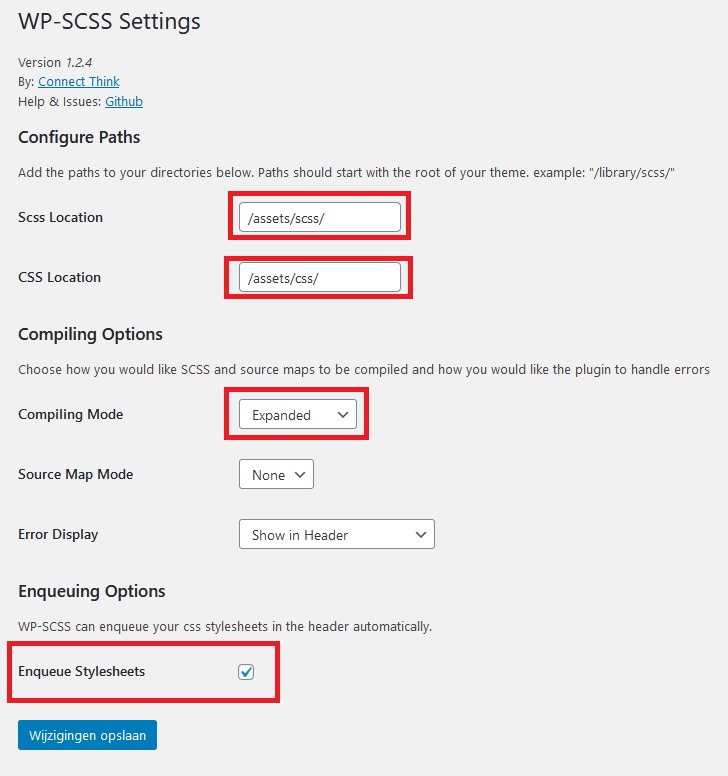 WP-SCSS Settings
Version 1.2.4
By: Connect Think
Help & Issues: Github
Configure Paths
Add the paths to your directories below. Paths should start with the root of your theme. example: "/library/scss/"
Scss Location /assets/scss/
CSS Location /assets/css/
Compiling Options
Choose how you would like SCSS and source maps to be compiled and how you would like the plugin to handle errors
Compiling Mode Expanded
Source Map Mode None
Error Display Show in Header
Enqueuing Options
WP-SCSS can enqueue your css stylesheets in the header automatically.
Enqueue Stylesheets
Wijzigingen opslaan